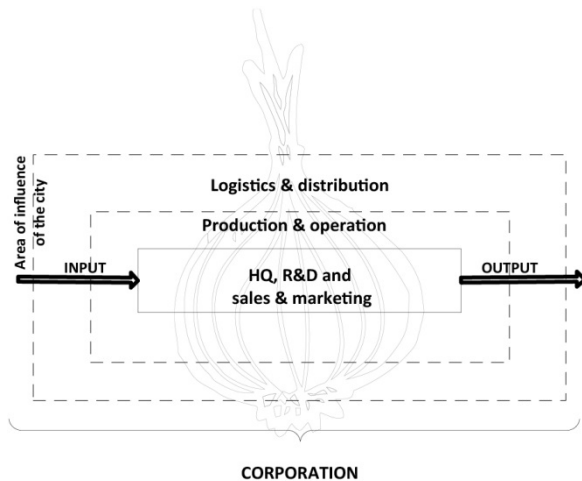 Area of influence
of the city
Logistics & distribution
Production & operation
INPUT
HQ, R&D and
sales & marketing
OUTPUT
CORPORATION